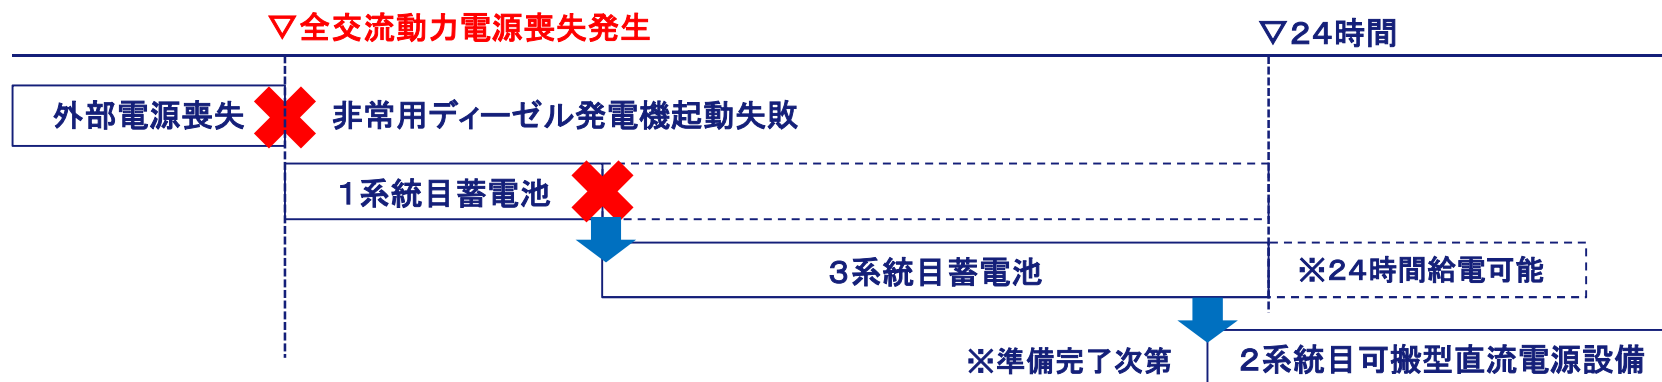 ▽全交流動力電源喪失発生
▽24時間
外部電源喪失
非常用ディーゼル発電機起動失敗
1系統目蓄電池
3系統目蓄電池
※24時間給電可能
※準備完了次第
2系統目可搬型直流電源設備